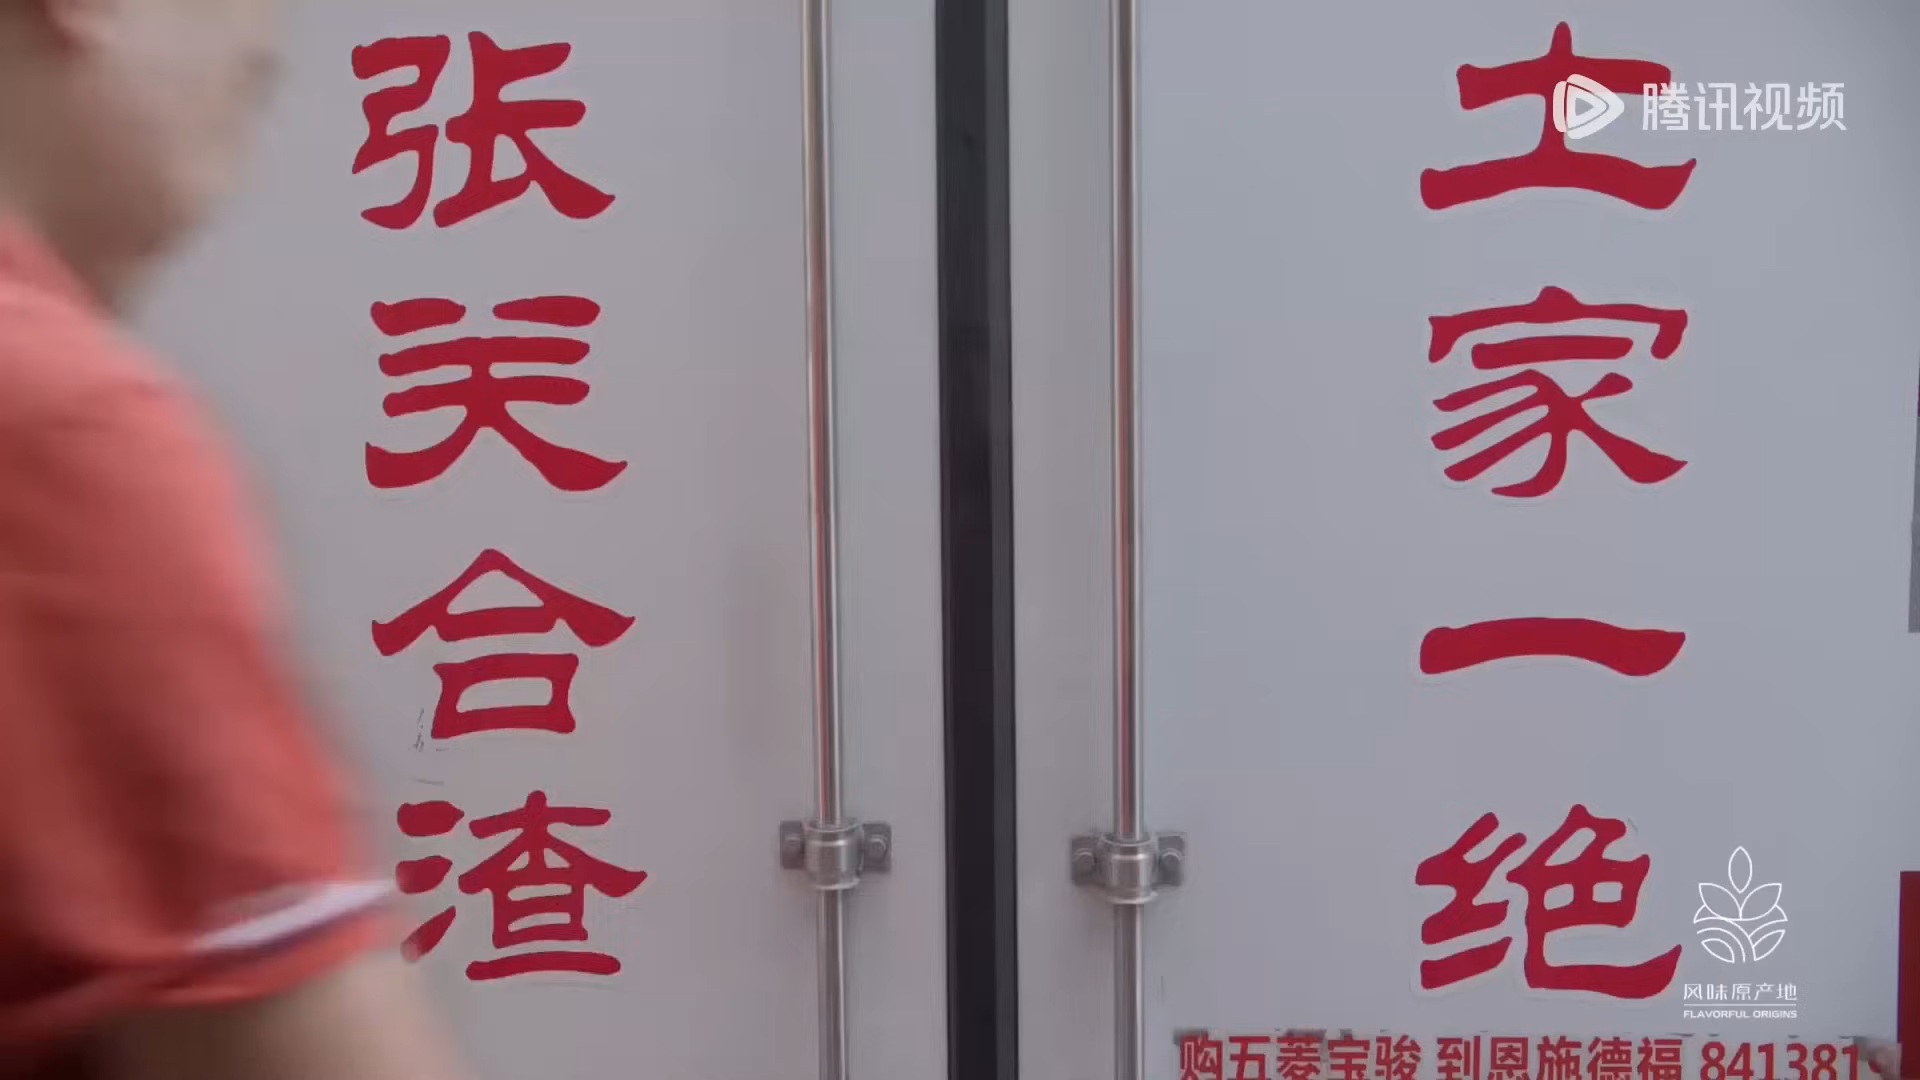 张关合渣
土家一绝
腾讯视频
风味原产地
FLAVORFUL ORIGINS
购五菱宝骏 到恩施德福 841381